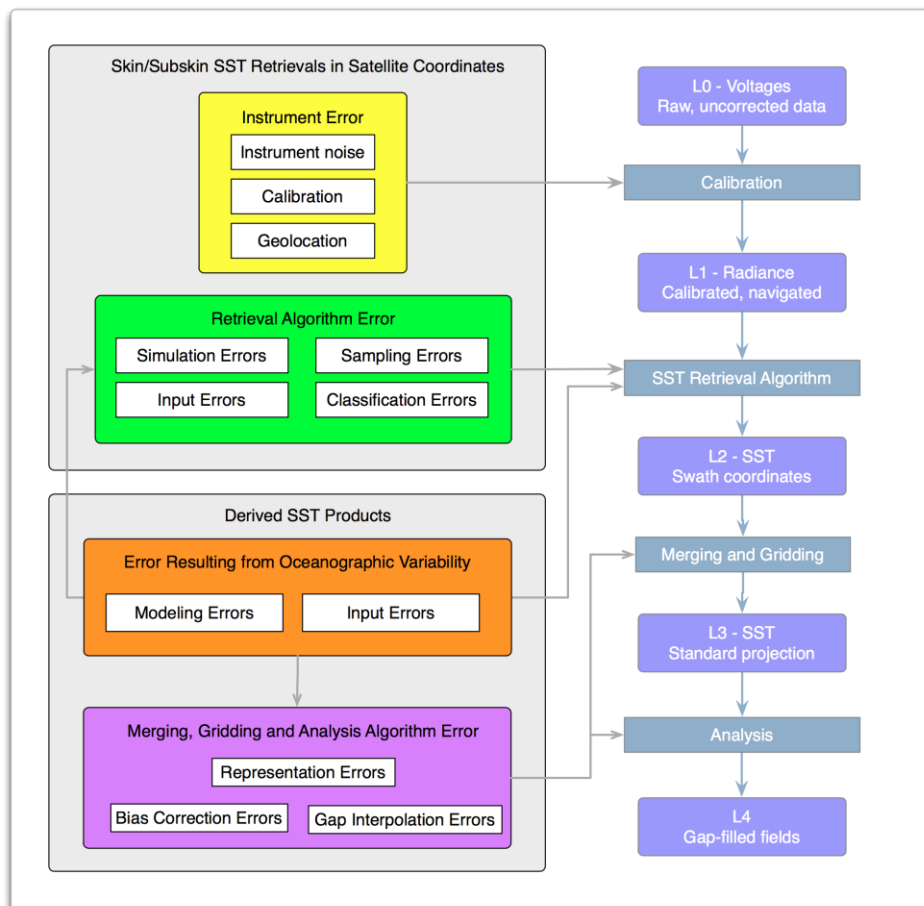 Skin/Subskin SST Retrievals in Satellite Coordinates
Instrument Error
Instrument noise
Calibration
Geolocation
Retrieval Algorithm Error
Simulation Errors
Sampling Errors
Input Errors
Classification Errors
Derived SST Products
Error Resulting from Oceanographic Variability
Modeling Errors
Input Errors
Merging, Gridding and Analysis Algorithm Error
Representation Errors
Bias Correction Errors
Gap Interpolation Errors
L0 - Voltages
Raw, uncorrected data
Calibration
L1 - Radiance
Calibrated, navigated
SST Retrieval Algorithm
L2 - SST
Swath coordinates
Merging and Gridding
L3 - SST
Standard projection
Analysis
L4
Gap-filled fields